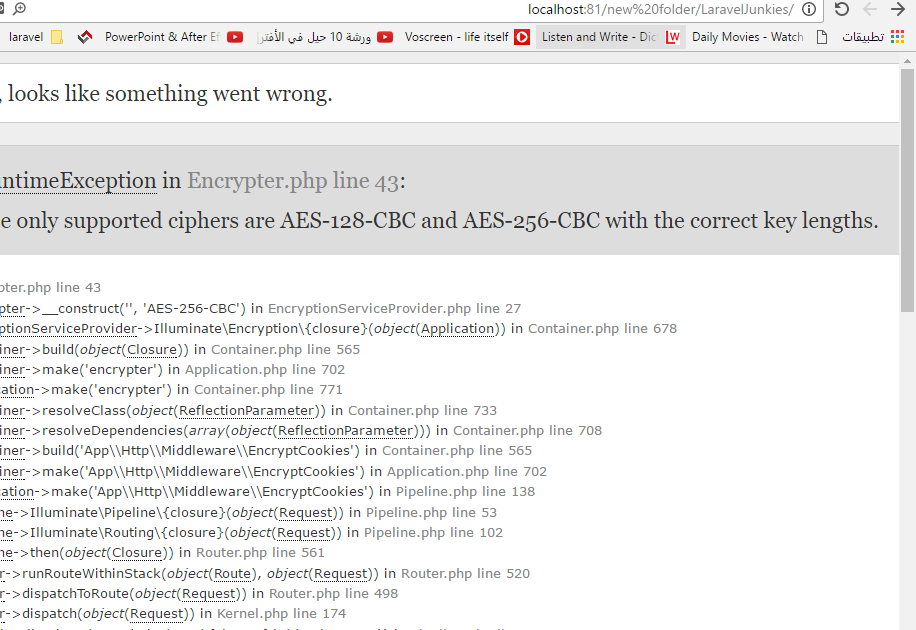 localhost:81/new%20folder/LaravelJunkies/
laravel PowerPoint & After Ef ورشة 10 حيل في الأفتر Voscreen - life itself Listen and Write - Dic Daily Movies - Watch تطبيقات
, looks like something went wrong.
ntimeException in Encrypter.php line 43:
e only supported ciphers are AES-128-CBC and AES-256-CBC with the correct key lengths.
pter.php line 43
pter->__construct('', 'AES-256-CBC') in EncryptionServiceProvider.php line 27
ptionServiceProvider->Illuminate\Encryption\{closure}(object(Application)) in Container.php line 678
iner->build(object(Closure)) in Container.php line 565
iner->make('encrypter') in Application.php line 702
cation->make('encrypter') in Container.php line 771
iner->resolveClass(object(ReflectionParameter)) in Container.php line 733
iner->resolveDependencies(array(object(ReflectionParameter))) in Container.php line 708
iner->build('App\\Http\\Middleware\\EncryptCookies') in Container.php line 565
iner->make('App\\Http\\Middleware\\EncryptCookies') in Application.php line 702
cation->make('App\\Http\\Middleware\\EncryptCookies') in Pipeline.php line 138
ne->Illuminate\Pipeline\{closure}(object(Request)) in Pipeline.php line 53
ne->Illuminate\Routing\{closure}(object(Request)) in Pipeline.php line 102
ne->then(object(Closure)) in Router.php line 561
r->runRouteWithinStack(object(Route), object(Request)) in Router.php line 520
r->dispatchToRoute(object(Request)) in Router.php line 498
r->dispatch(object(Request)) in Kernel.php line 174